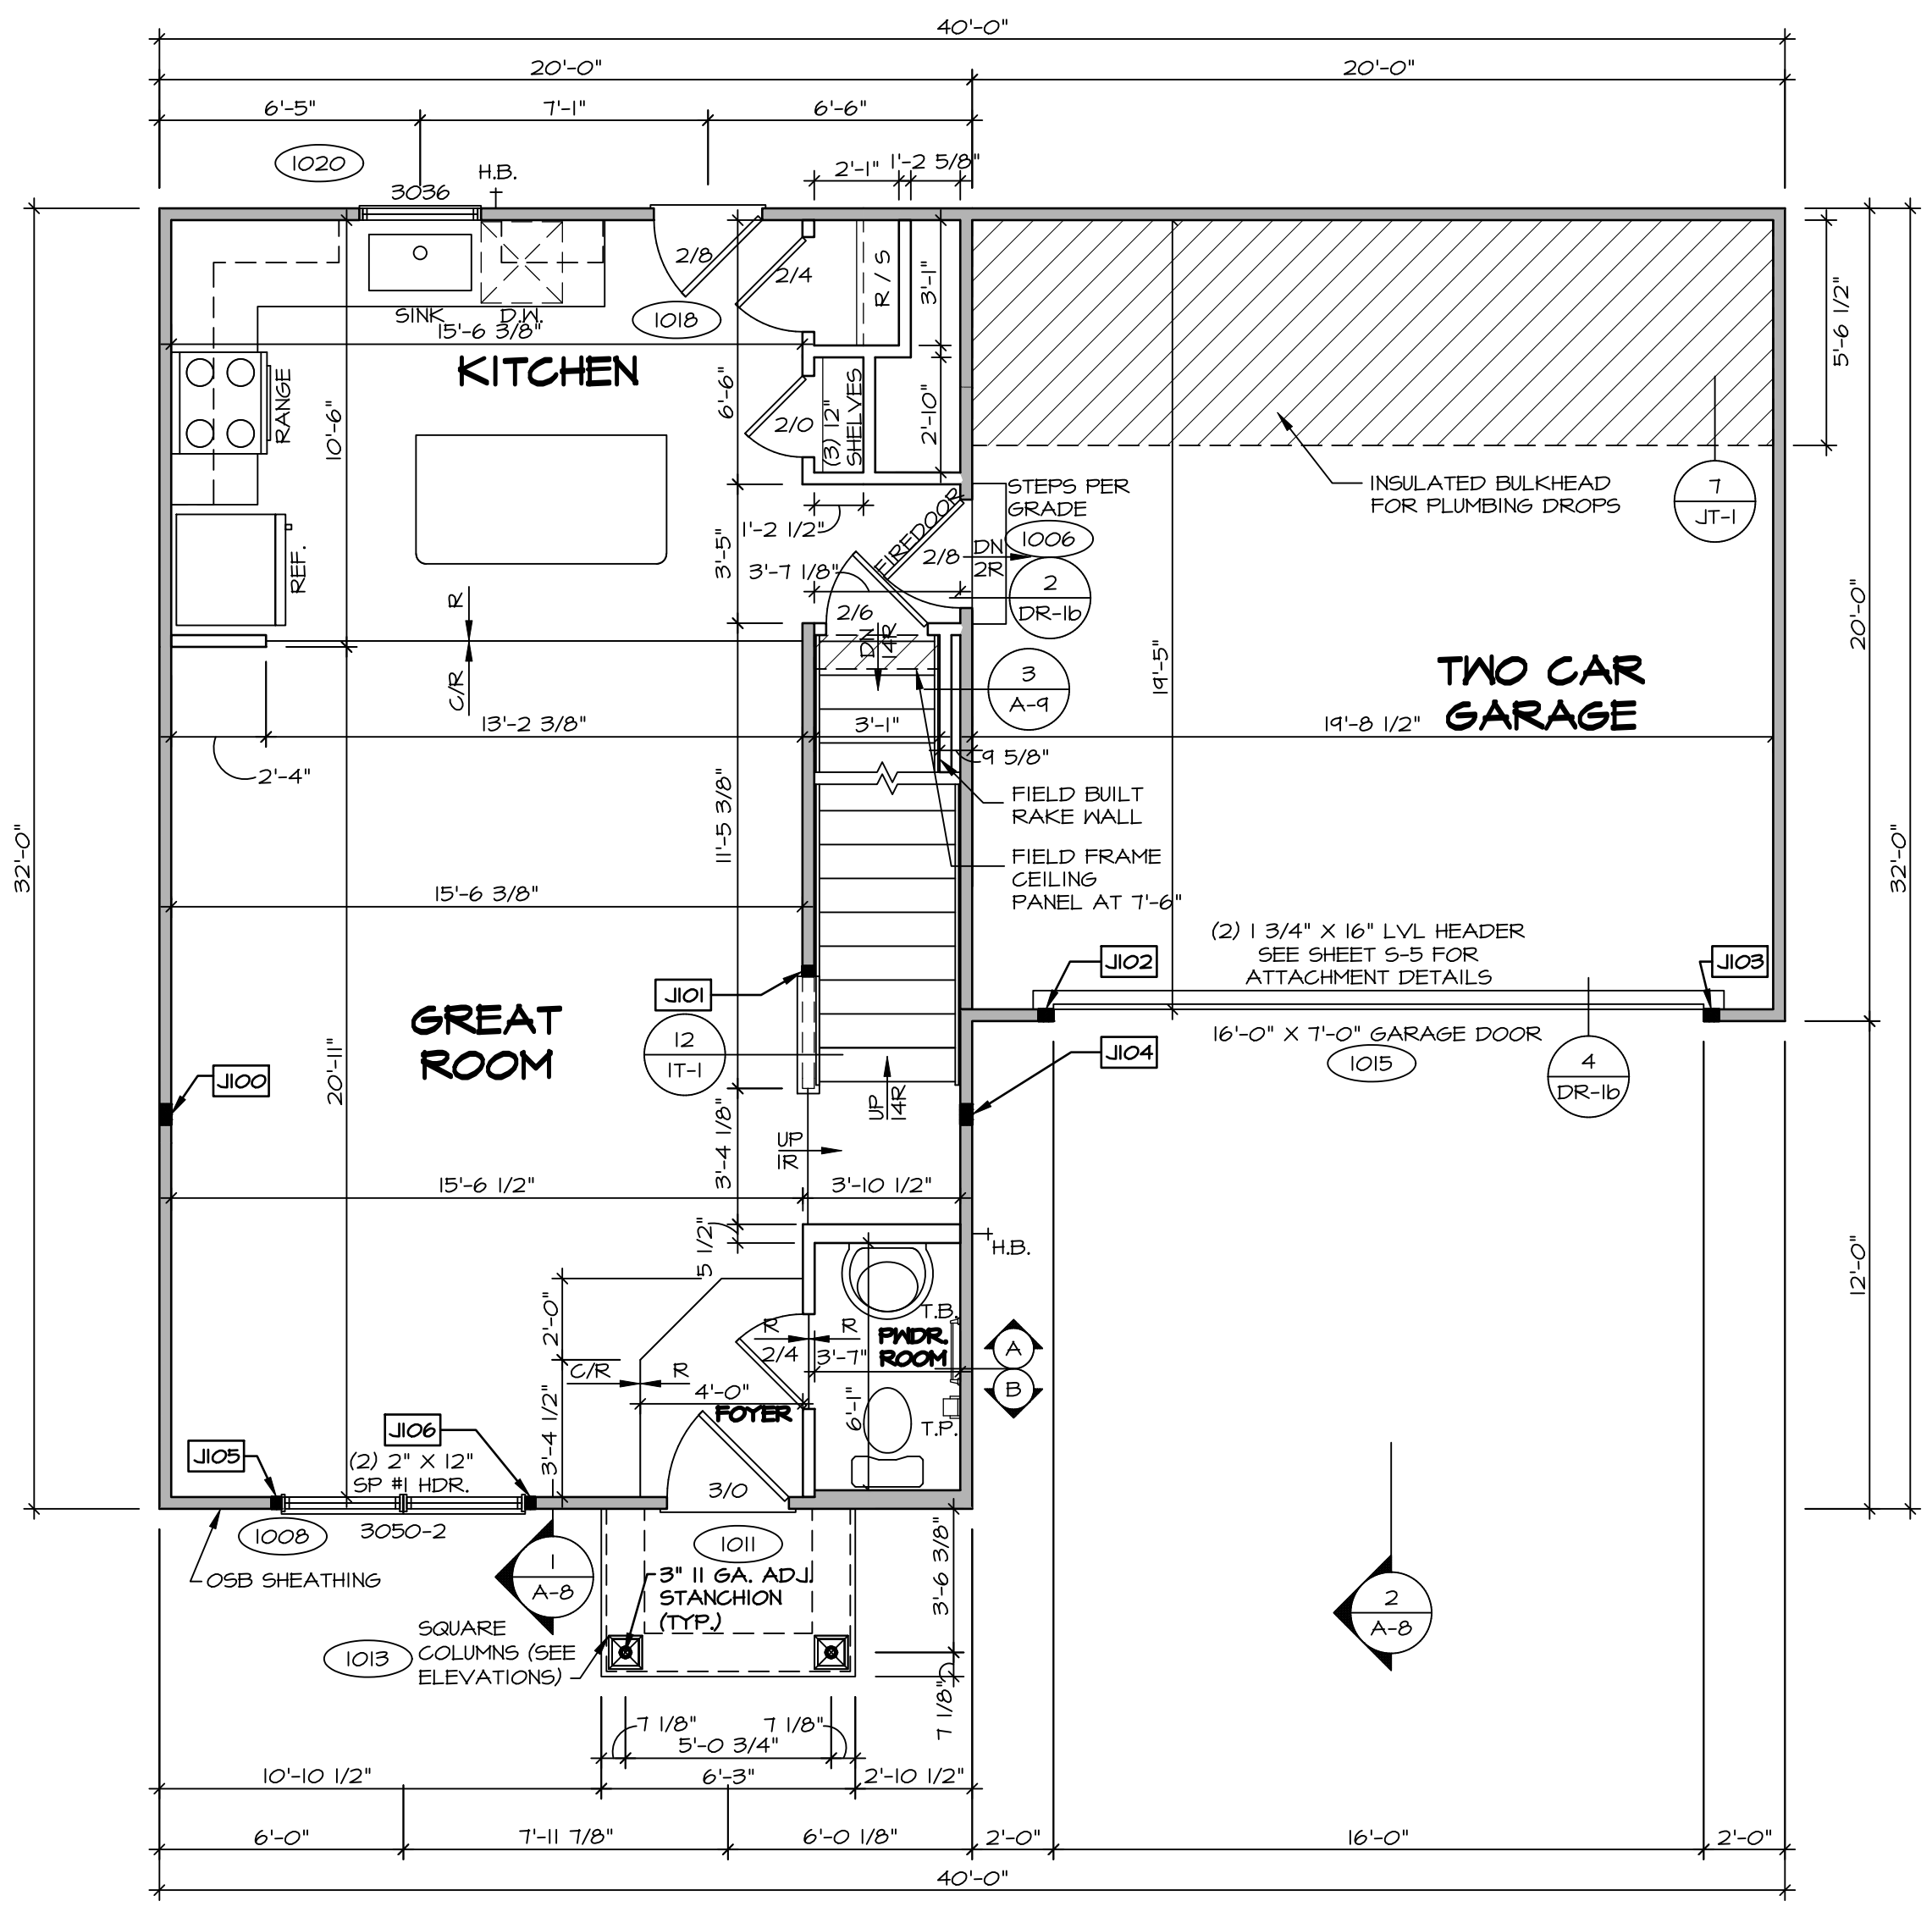 40'-0"
20'-0"
20'-0"
6'-5"
7'-1"
6'-6"
1020
H.B.
3036
2'-1"
1'-2 5/8"
2/8
2/4
R / S
3'-1"
5'-6 1/2"
SINK
D.W.
1018
15'-6 3/8"
KITCHEN
RANGE
10'-6"
6'-6"
2/0
(3) 12"
SHELVES
2'-10"
INSULATED BULKHEAD
FOR PLUMBING DROPS
7
JT-1
STEPS PER
GRADE
1006
1'-2 1/2"
FIREDOOR
2/8
DN
2R
REF.
3'-5"
3'-7 1/8"
2
DR-1b
R
2/6
DN
14R
20'-0"
C/R
3
A-9
19'-5"
TWO CAR
GARAGE
13'-2 3/8"
3'-1"
19'-8 1/2"
2'-4"
9 5/8"
FIELD BUILT
RAKE WALL
11'-5 3/8"
32'-0"
32'-0"
FIELD FRAME
CEILING
PANEL AT 7'-6"
15'-6 3/8"
(2) 1 3/4" X 16" LVL HEADER
SEE SHEET S-5 FOR
ATTACHMENT DETAILS
J102
J103
J101
GREAT
ROOM
12
IT-1
16'-0" X 7'-0" GARAGE DOOR
1015
4
DR-1b
J104
J100
20'-11"
UP
14R
3'-4 1/8"
UP
1R
15'-6 1/2"
3'-10 1/2"
5 1/2"
H.B.
12'-0"
2'-0"
T.B.
R
R
PWDR.
ROOM
2/4
3'-7"
A
C/R
R
B
4'-0"
FOYER
6'-1"
T.P.
J106
J105
(2) 2" X 12"
SP #1 HDR.
3'-4 1/2"
3/0
1008
3050-2
1011
OSB SHEATHING
1
A-8
3" 11 GA. ADJ.
STANCHION
(TYP.)
3'-6 3/8"
2
A-8
SQUARE
COLUMNS (SEE
ELEVATIONS)
1013
7 1/8"
7 1/8"
7 1/8"
5'-0 3/4"
10'-10 1/2"
6'-3"
2'-10 1/2"
6'-0"
7'-11 7/8"
6'-0 1/8"
2'-0"
16'-0"
2'-0"
40'-0"